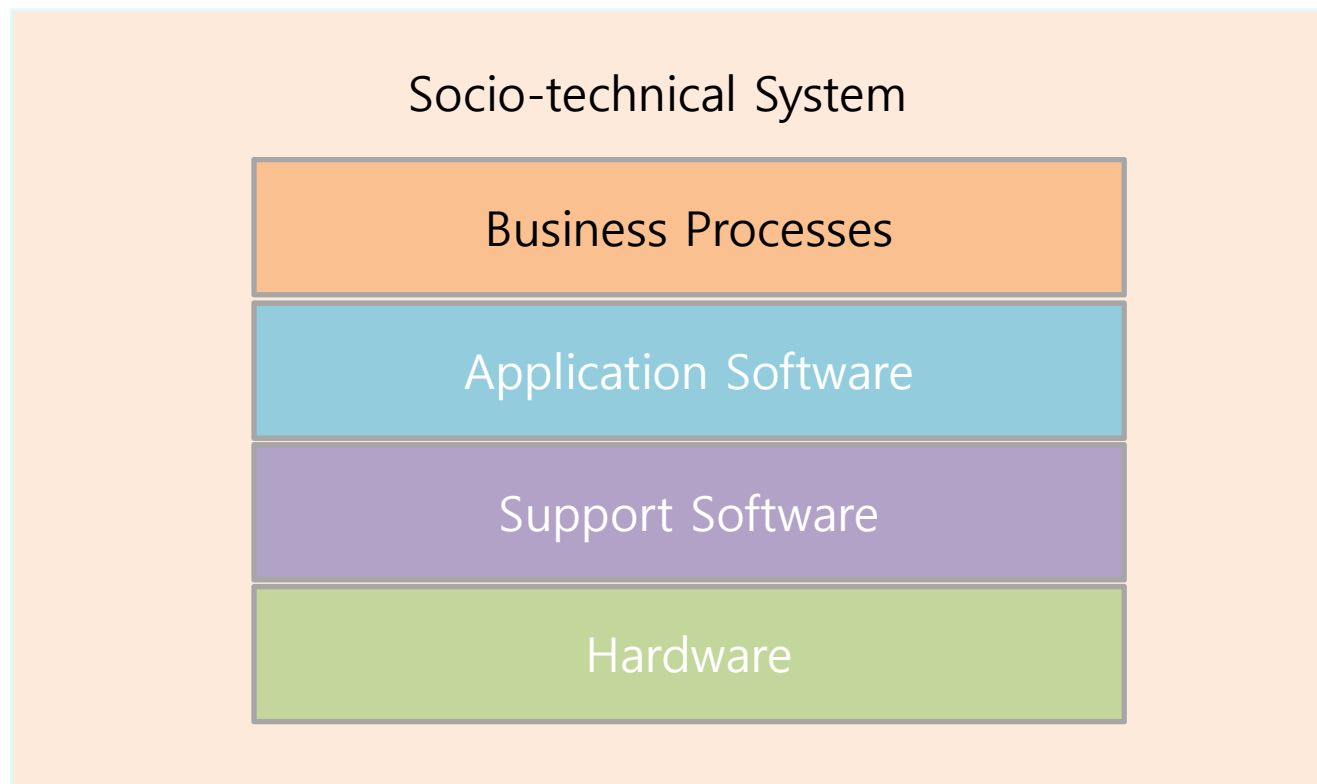 Socio-technical System
Business Processes
Application Software
Support Software
Hardware